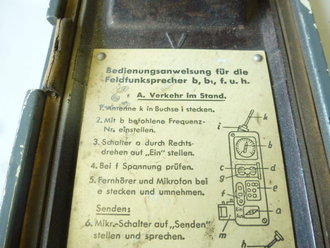 Bedienungsanweisung für die
Feldfunksprecher b, b₁, f. u. h.
A. Verkehr im Stand.
1. Antenne k in Buchse i stecken.
2. Mit b befohlene Frequenz-
Nr. einstellen.
3. Schalter a durch Rechts-
drehen auf „Ein" stellen.
4. Bei f Spannung prüfen.
5. Fernhörer und Mikrofon bei
e stecken und umnehmen.
Senden:
6. Mikr.-Schalter auf „Senden"
stellen und sprechen.
k
i
d
c
a
m